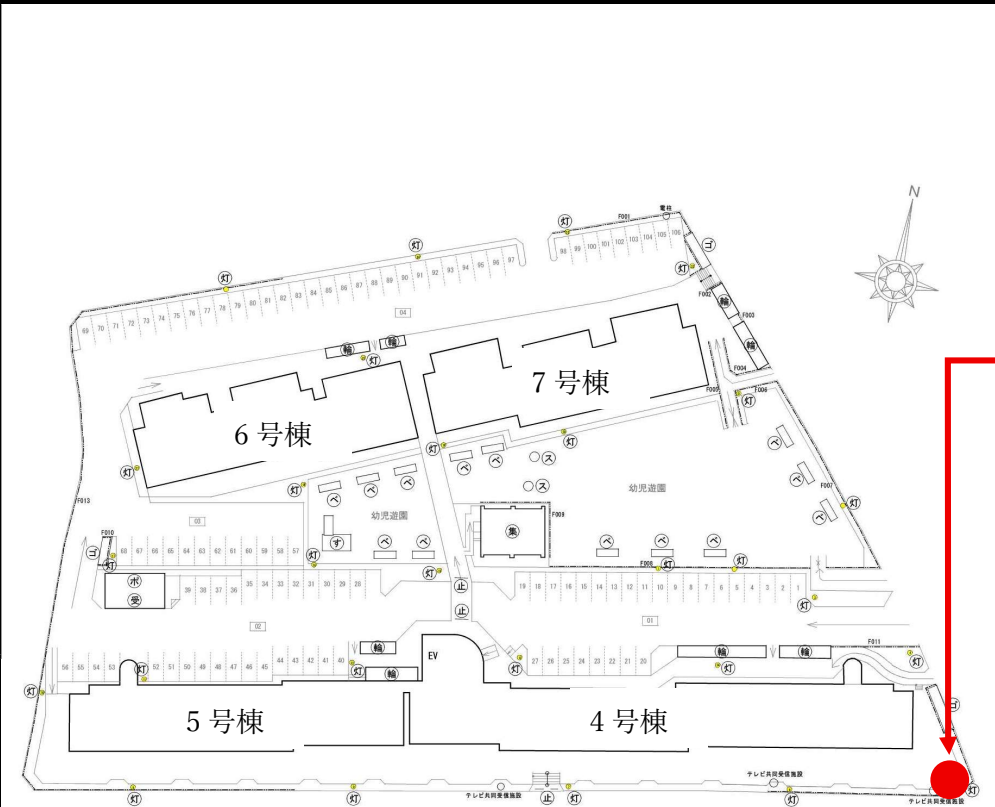 N
電柱
F001
灯
98 99 100 101 102 103 104 105 106
ゴ
灯
灯
灯
F002
輪
F003
69 70 71 72 73 74 75 76 77 78 79 80 81 82 83 84 85 86 87 88 89 90 91 92 93 94 95 96 97
04
輪 輪
灯
輪
F004
7号棟
F005 F006
灯
6号棟
灯
灯
ベ ベ
ス
ベ
灯
灯
ベ ベ ベ
ス
幼児遊園
ベ
F007
ベ
灯
F013
03
幼児遊園
F009
集
す
ベ ベ
ベ ベ ベ
F010
ゴ
68 67 66 65 64 63 62 61 60 59 58 57
灯
灯
灯
F008
灯
灯
ポ
受
39 38 37 36
35 34 33 32 31 30 29 28
止
止
19 18 17 16 15 14 13 12 11 10 9 8 7 6 5 4 3 2 1
灯
02
01
F011
輪
EV
輪
輪
灯
56 55 54 53
灯
52 51 50 49 48 47 46 45
44 43 42 41 40
灯
輪
灯
27 26 25 24 23 22 21 20
灯
灯
ゴ
5号棟
4号棟
テレビ共同受信施設
灯
灯
テレビ共同受信施設
止
灯
灯
テレビ共同受信施設
灯